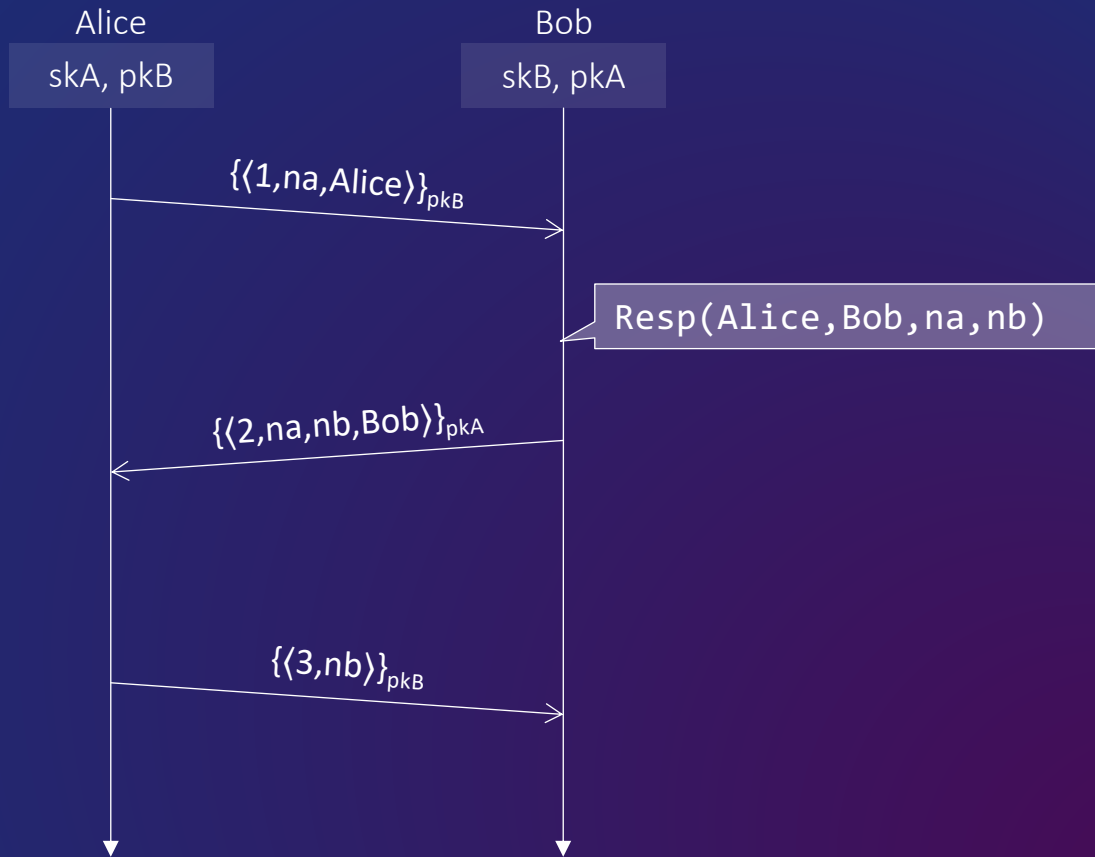 Alice
Bob
skA, pkB
skB, pkA
{⟨1,na,Alice⟩}pkB
Resp(Alice,Bob,na,nb)
{⟨2,na,nb,Bob⟩}pkA
{⟨3,nb⟩}pkB